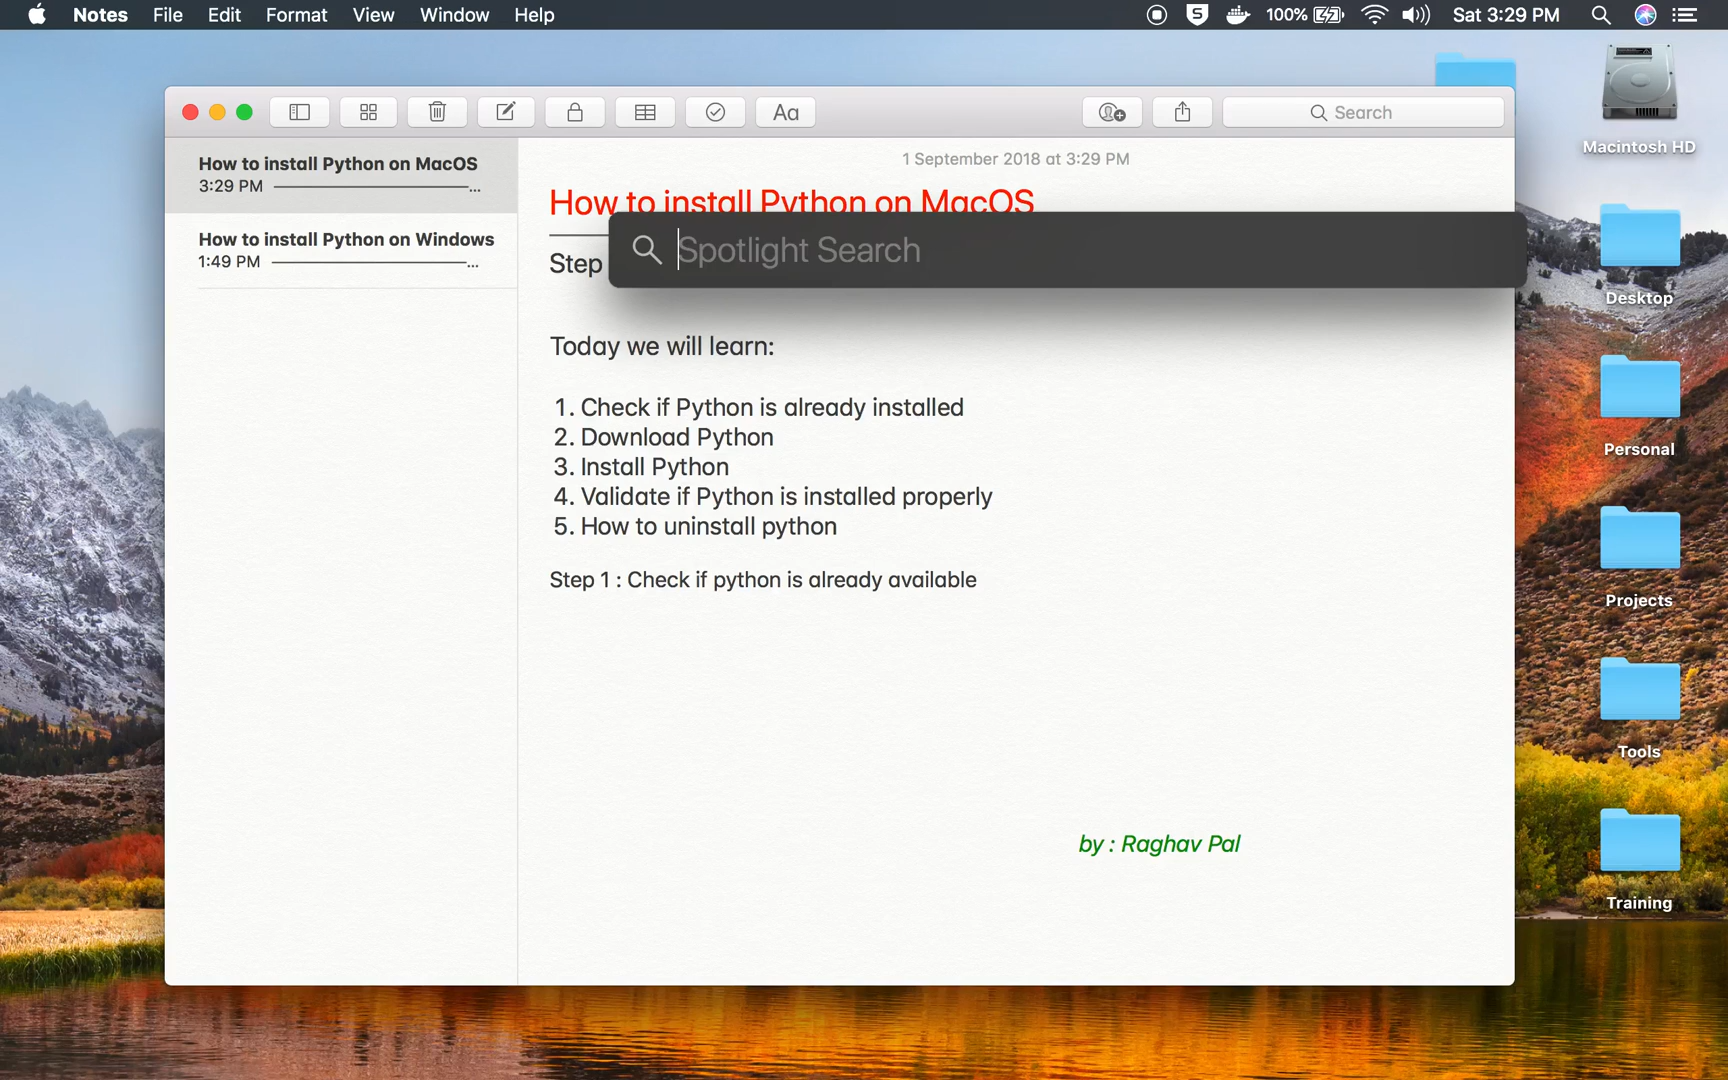 Notes File Edit Format View Window Help
S 100% Sat 3:29 PM
Aa Search
Macintosh HD
How to install Python on MacOS
3:29 PM
How to install Python on Windows
1:49 PM
1 September 2018 at 3:29 PM
How to install Python on MacOS
Step
Spotlight Search
Today we will learn:
1. Check if Python is already installed
2. Download Python
3. Install Python
4. Validate if Python is installed properly
5. How to uninstall python
Step 1 : Check if python is already available
by : Raghav Pal
Desktop
Personal
Projects
Tools
Training